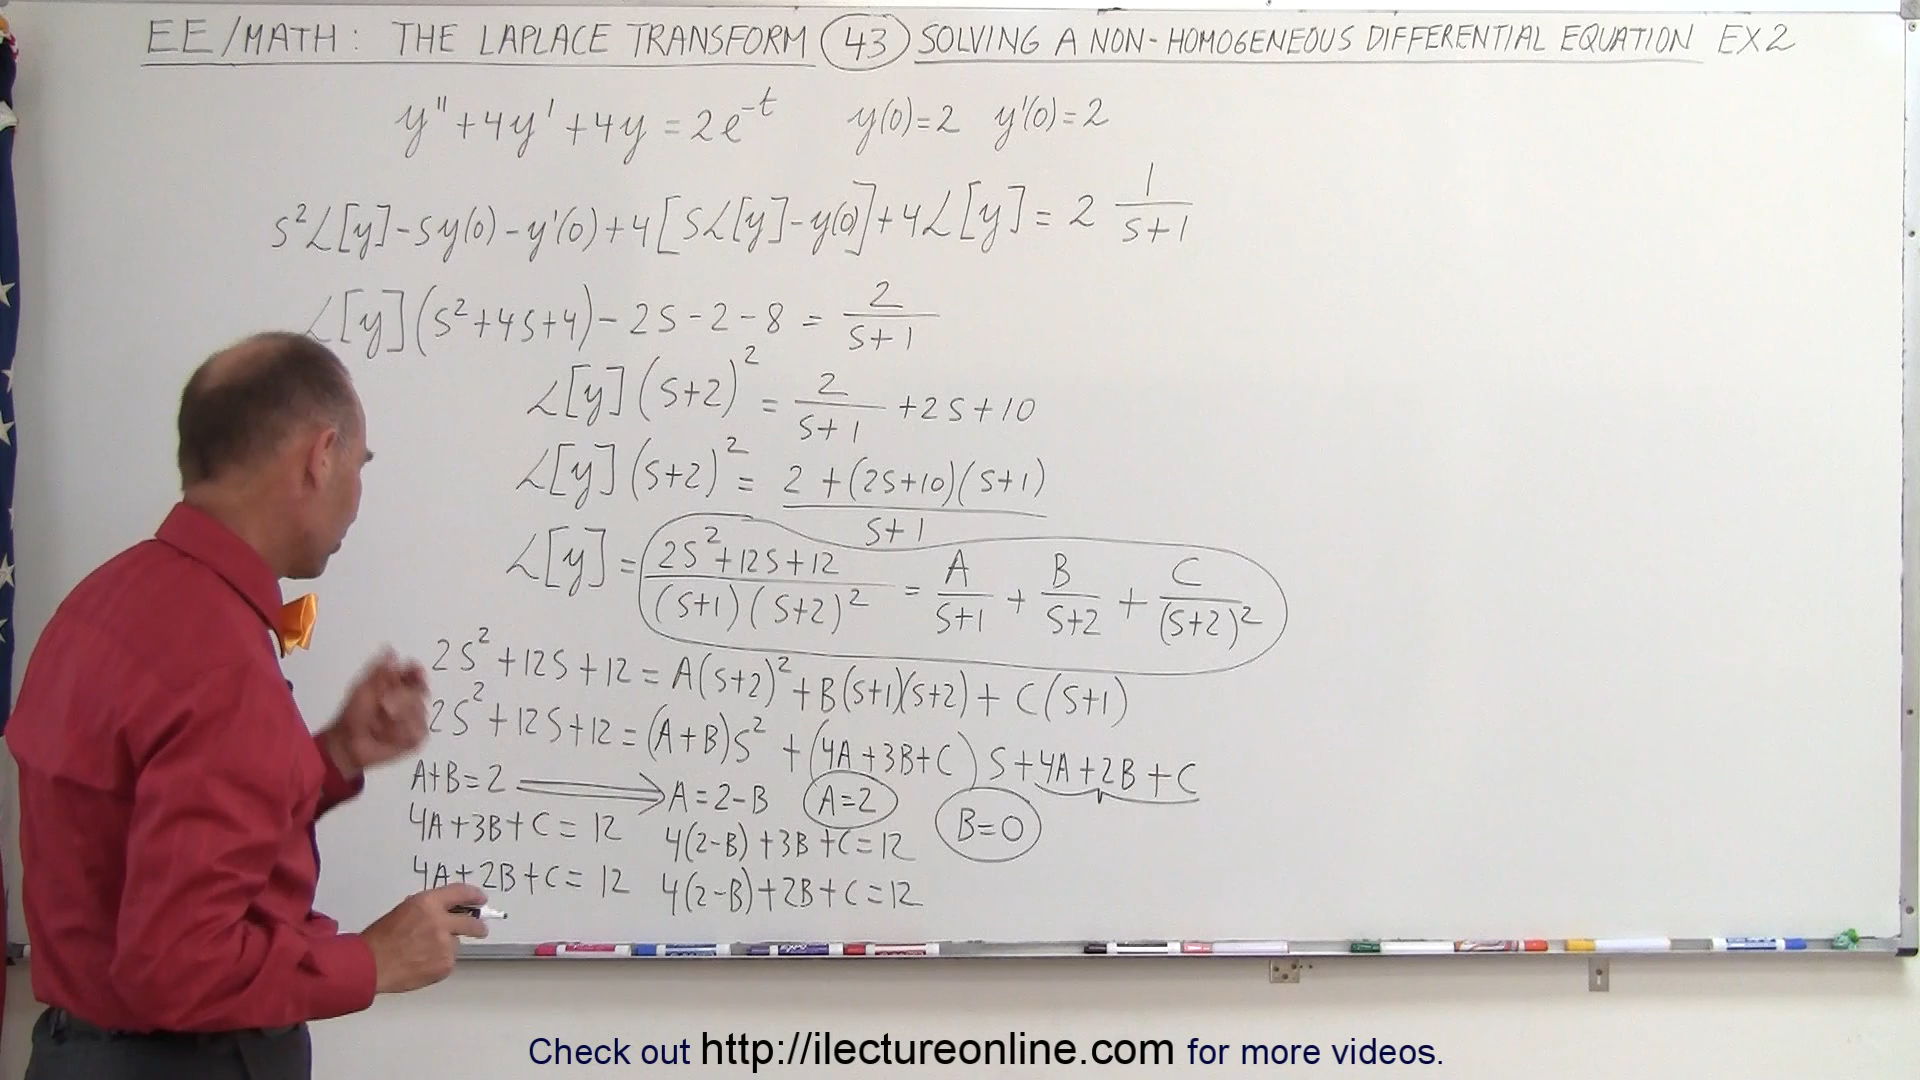 EE/MATH: THE LAPLACE TRANSFORM 43 SOLVING A NON-HOMOGENEOUS DIFFERENTIAL EQUATION EX 2
y'' + 4y' + 4y = 2e^-t y(0) = 2 y'(0) = 2
s²ℒ[y] - sy(0) - y'(0) + 4[sℒ[y] - y(0)] + 4ℒ[y] = 2 1/(s+1)
ℒ[y](s² + 4s + 4) - 2s - 2 - 8 = 2/(s+1)
ℒ[y](s+2)² = 2/(s+1) + 2s + 10
ℒ[y](s+2)² = (2 + (2s+10)(s+1))/(s+1)
ℒ[y] = (2s² + 12s + 12)/((s+1)(s+2)²) = A/(s+1) + B/(s+2) + C/(s+2)²
2s² + 12s + 12 = A(s+2)² + B(s+1)(s+2) + C(s+1)
2s² + 12s + 12 = (A+B)s² + (4A+3B+C)s + 4A+2B+C
A+B=2 ⟹ A=2-B A=2 B=0
4A+3B+C=12 4(2-B)+3B+C=12
4A+2B+C=12 4(2-B)+2B+C=12
EXPO
Check out http://ilectureonline.com for more videos.